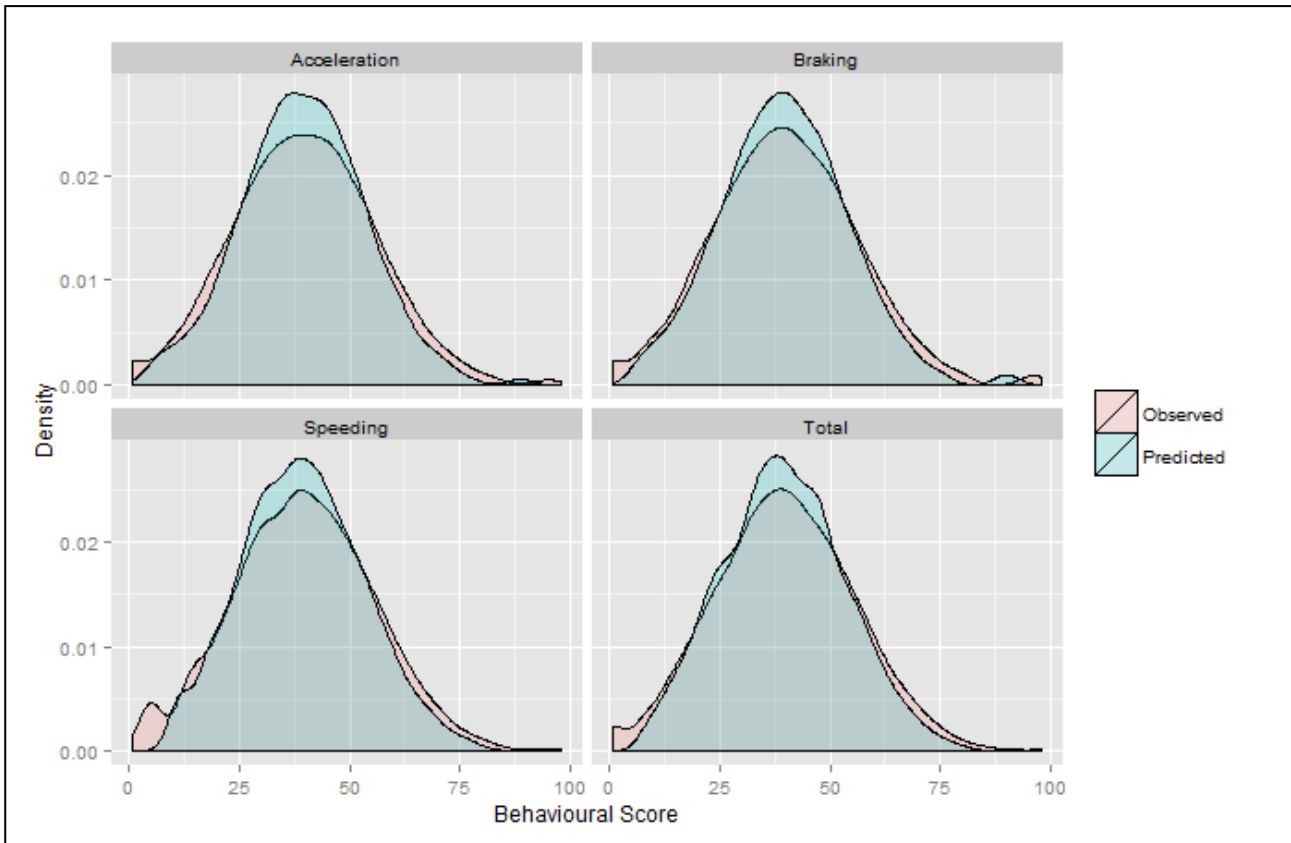 Acceleration
Braking
0.02
0.01
0.00
Speeding
Total
0.02
0.01
0.00
0
25
50
75
100
0
25
50
75
100
Density
Behavioural Score
Observed
Predicted